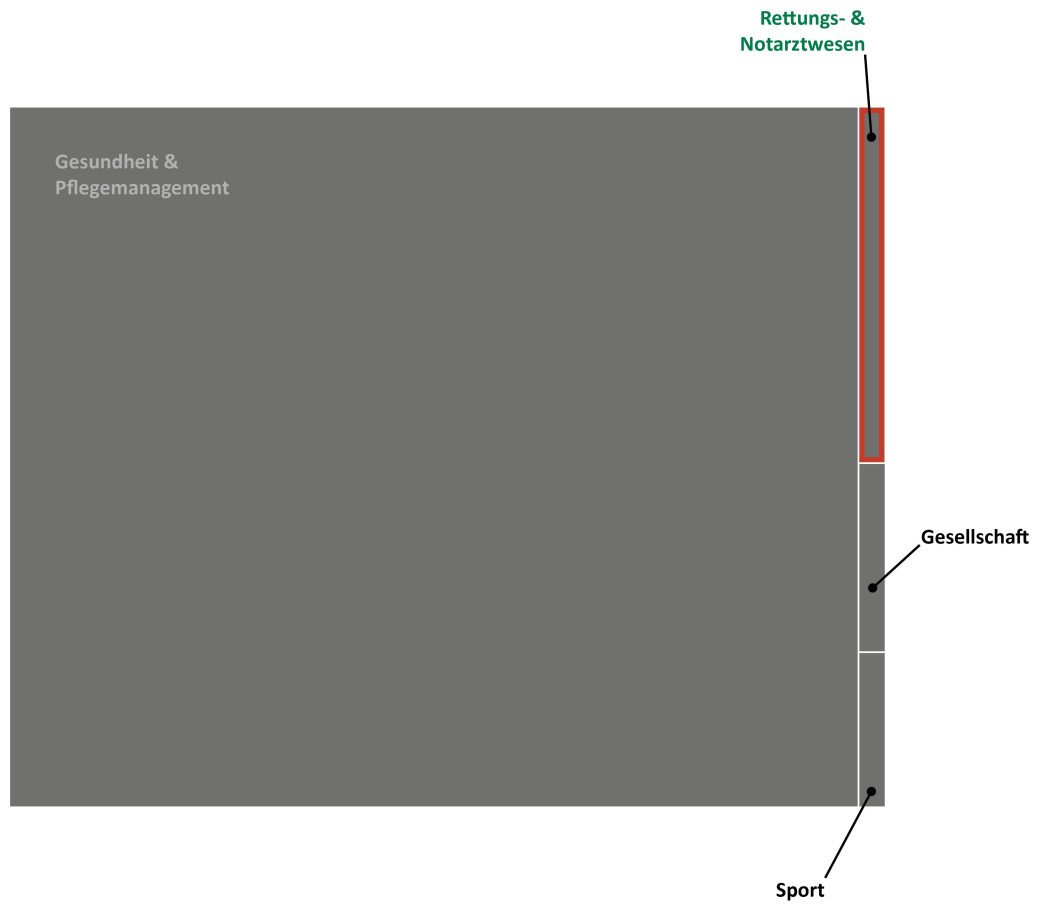 Rettungs- &
Notarztwesen
Gesundheit &
Pflegemanagement
Gesellschaft
Sport